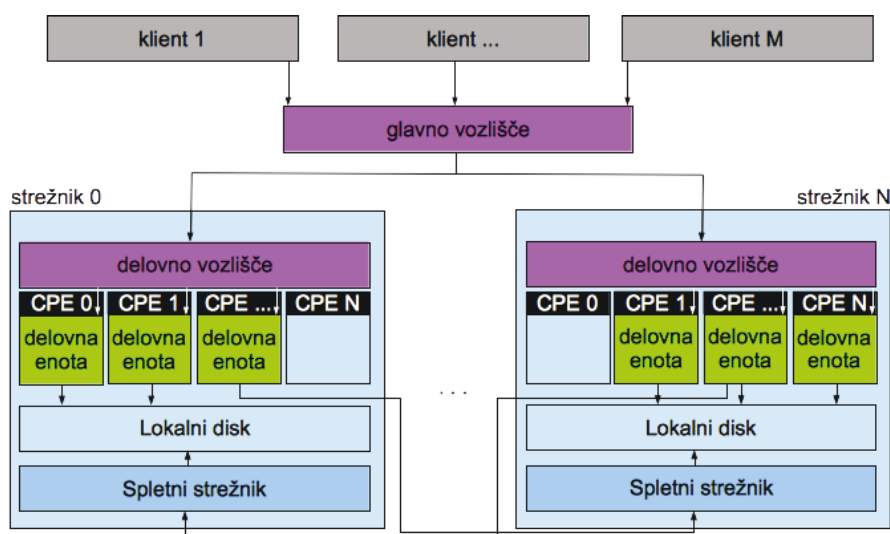 klient 1
klient ...
klient M
glavno vozlišče
strežnik 0
strežnik N
delovno vozlišče
CPE 0
CPE 1
CPE ...
CPE N
delovna
enota
delovna
enota
delovna
enota
Lokalni disk
Spletni strežnik
. . .
delovno vozlišče
CPE 0
CPE 1
CPE ...
CPE N
delovna
enota
delovna
enota
delovna
enota
Lokalni disk
Spletni strežnik